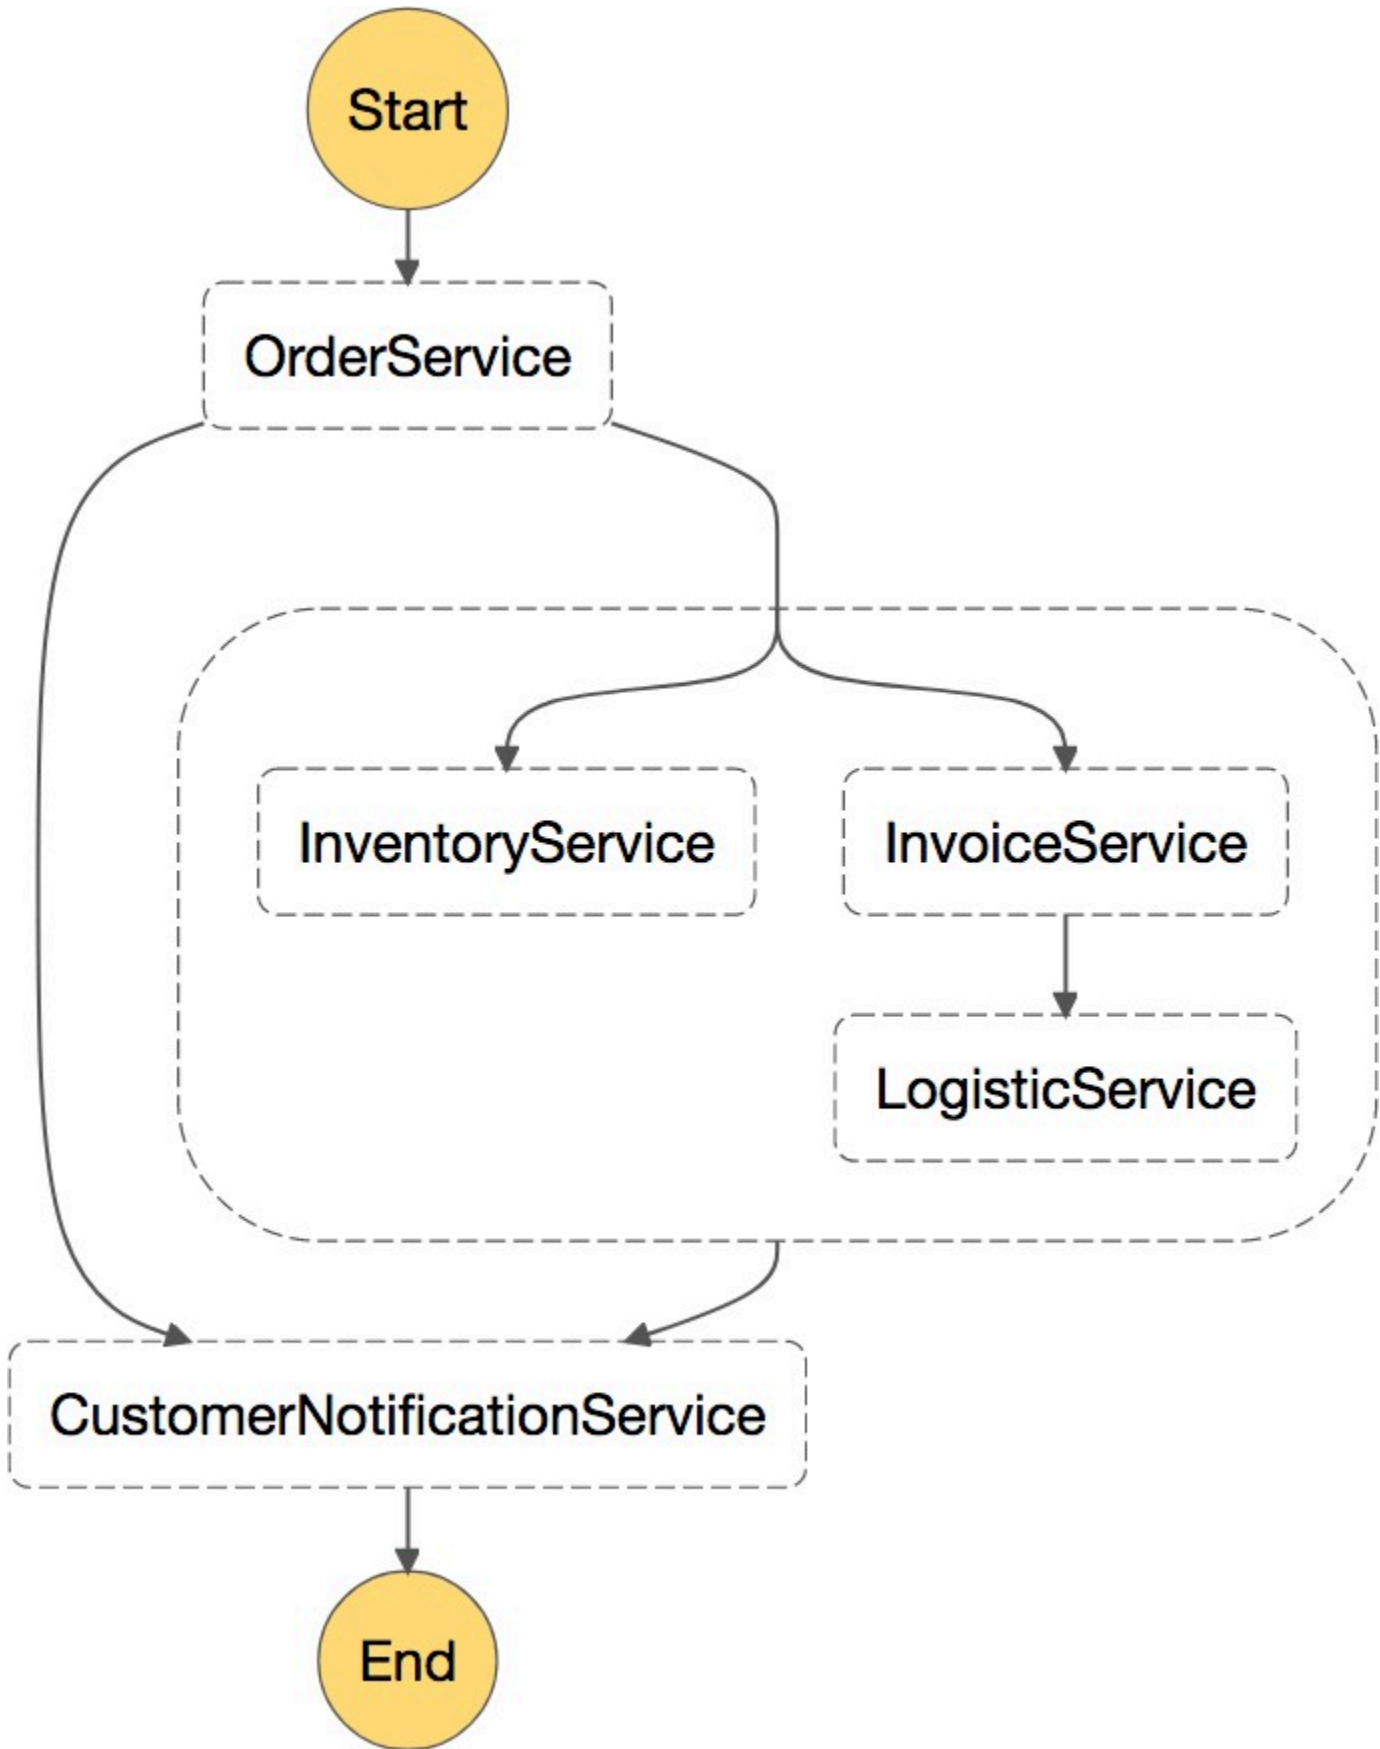 Start
OrderService
InventoryService
InvoiceService
LogisticService
CustomerNotificationService
End